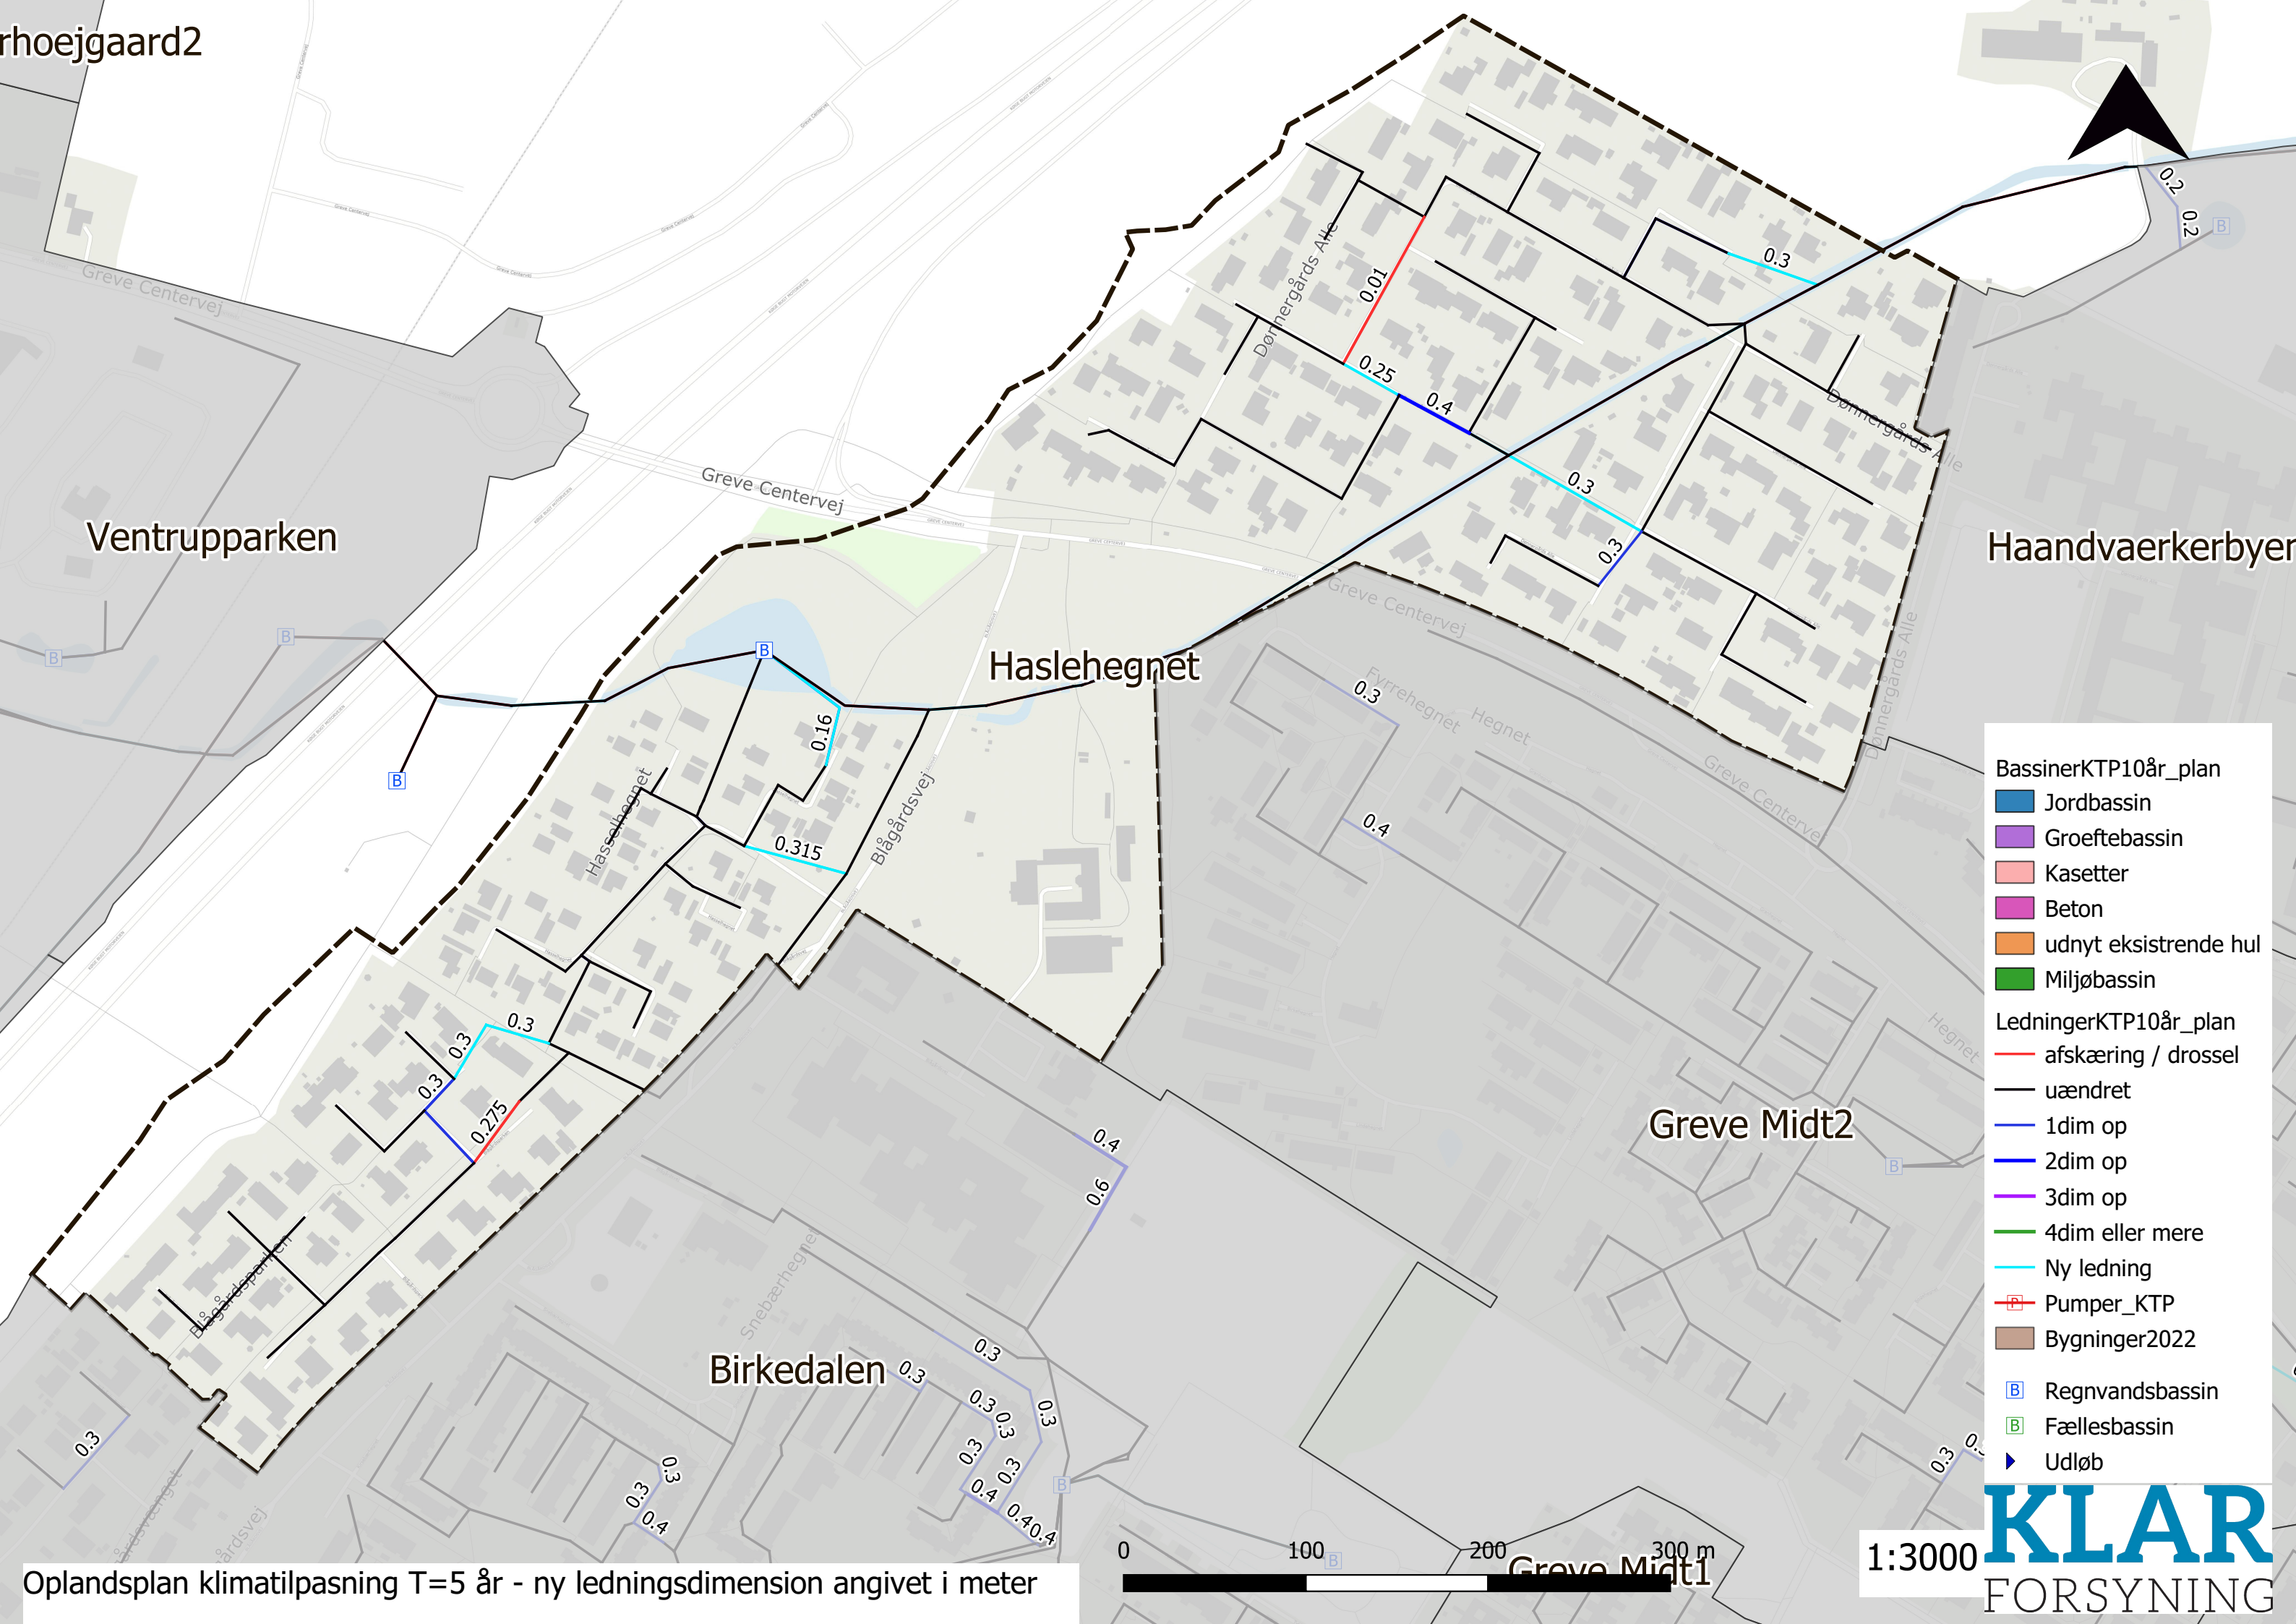 rhoejgaard2
Greve Centervej
Ventrupparken
Greve Centervej
Dønnergårds Alle
0.01
0.25
0.4
0.3
0.3
0.3
0.2
0.2
B
Dønnergårds Alle
Haandvaerkerbyen
Greve Centervej
Dønnergårds Alle
B
B
B
B
Haslehegnet
0.16
0.315
Hasselhegnet
Blågårdsvej
Fyrrehegnet
Hegnet
Greve Centervej
Hegnet
0.3
0.4
0.3
0.3
0.3
0.275
Blågårdsparken
0.4
0.6
Greve Midt2
B
Snebærhegnet
Birkedalen
0.3
0.3
0.3
0.3
0.3
0.3
0.3
0.4
0.4
0.4
B
0.3
0.3
0.4
0.3
0.3
B
BassinerKTP10år_plan
Jordbassin
Groeftebassin
Kasetter
Beton
udnyt eksistrende hul
Miljøbassin
LedningerKTP10år_plan
afskæring / drossel
uændret
1dim op
2dim op
3dim op
4dim eller mere
Ny ledning
P Pumper_KTP
Bygninger2022
B Regnvandsbassin
B Fællesbassin
Udløb
0 100 200 300 m
Greve Midt1
1:3000
KLAR
FORSYNING
Oplandsplan klimatilpasning T=5 år - ny ledningsdimension angivet i meter